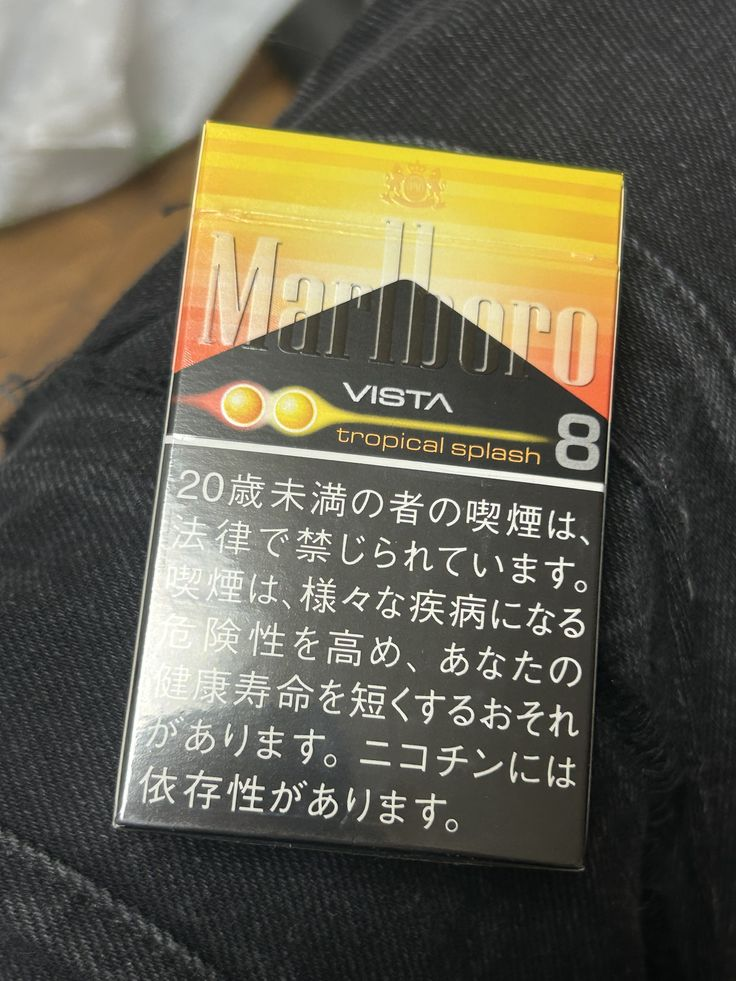 Marlboro
VISTA
tropical splash 8
20歳未満の者の喫煙は、
法律で禁じられています。
喫煙は、様々な疾病になる
危険性を高め、あなたの
健康寿命を短くするおそれ
があります。ニコチンには
依存性があります。